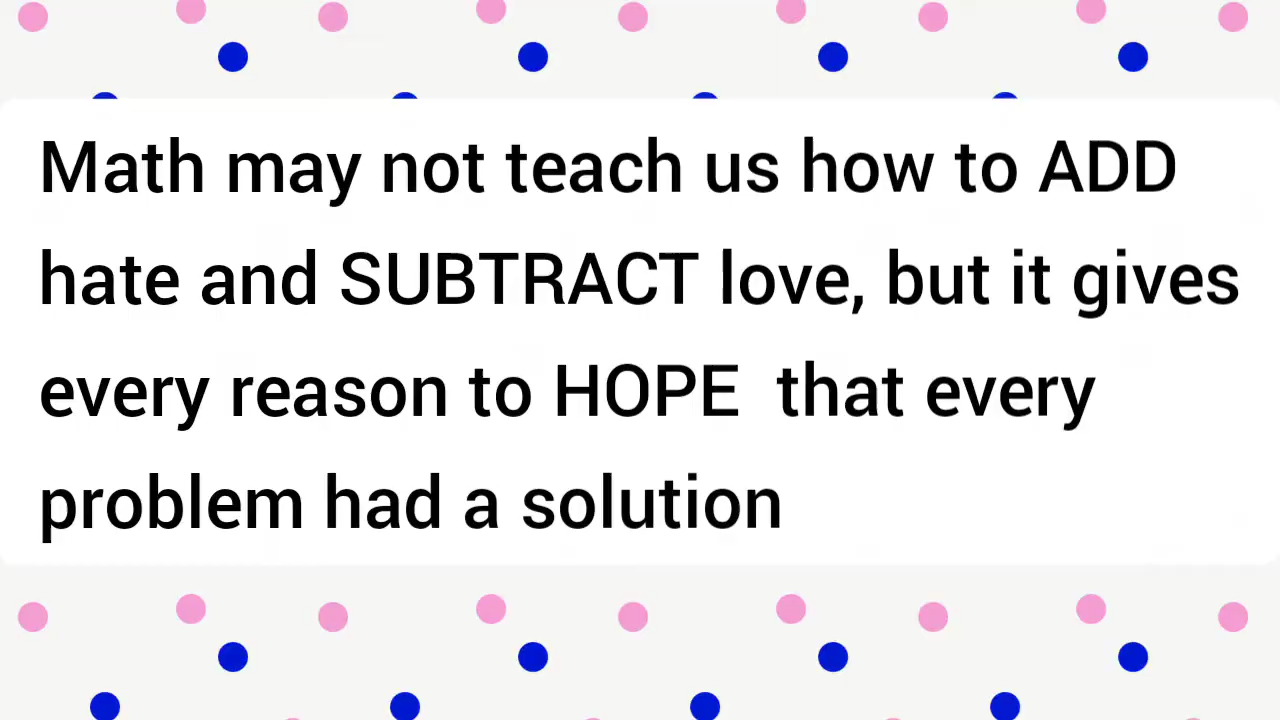 Math may not teach us how to ADD
hate and SUBTRACT love, but it gives
every reason to HOPE  that every
problem had a solution